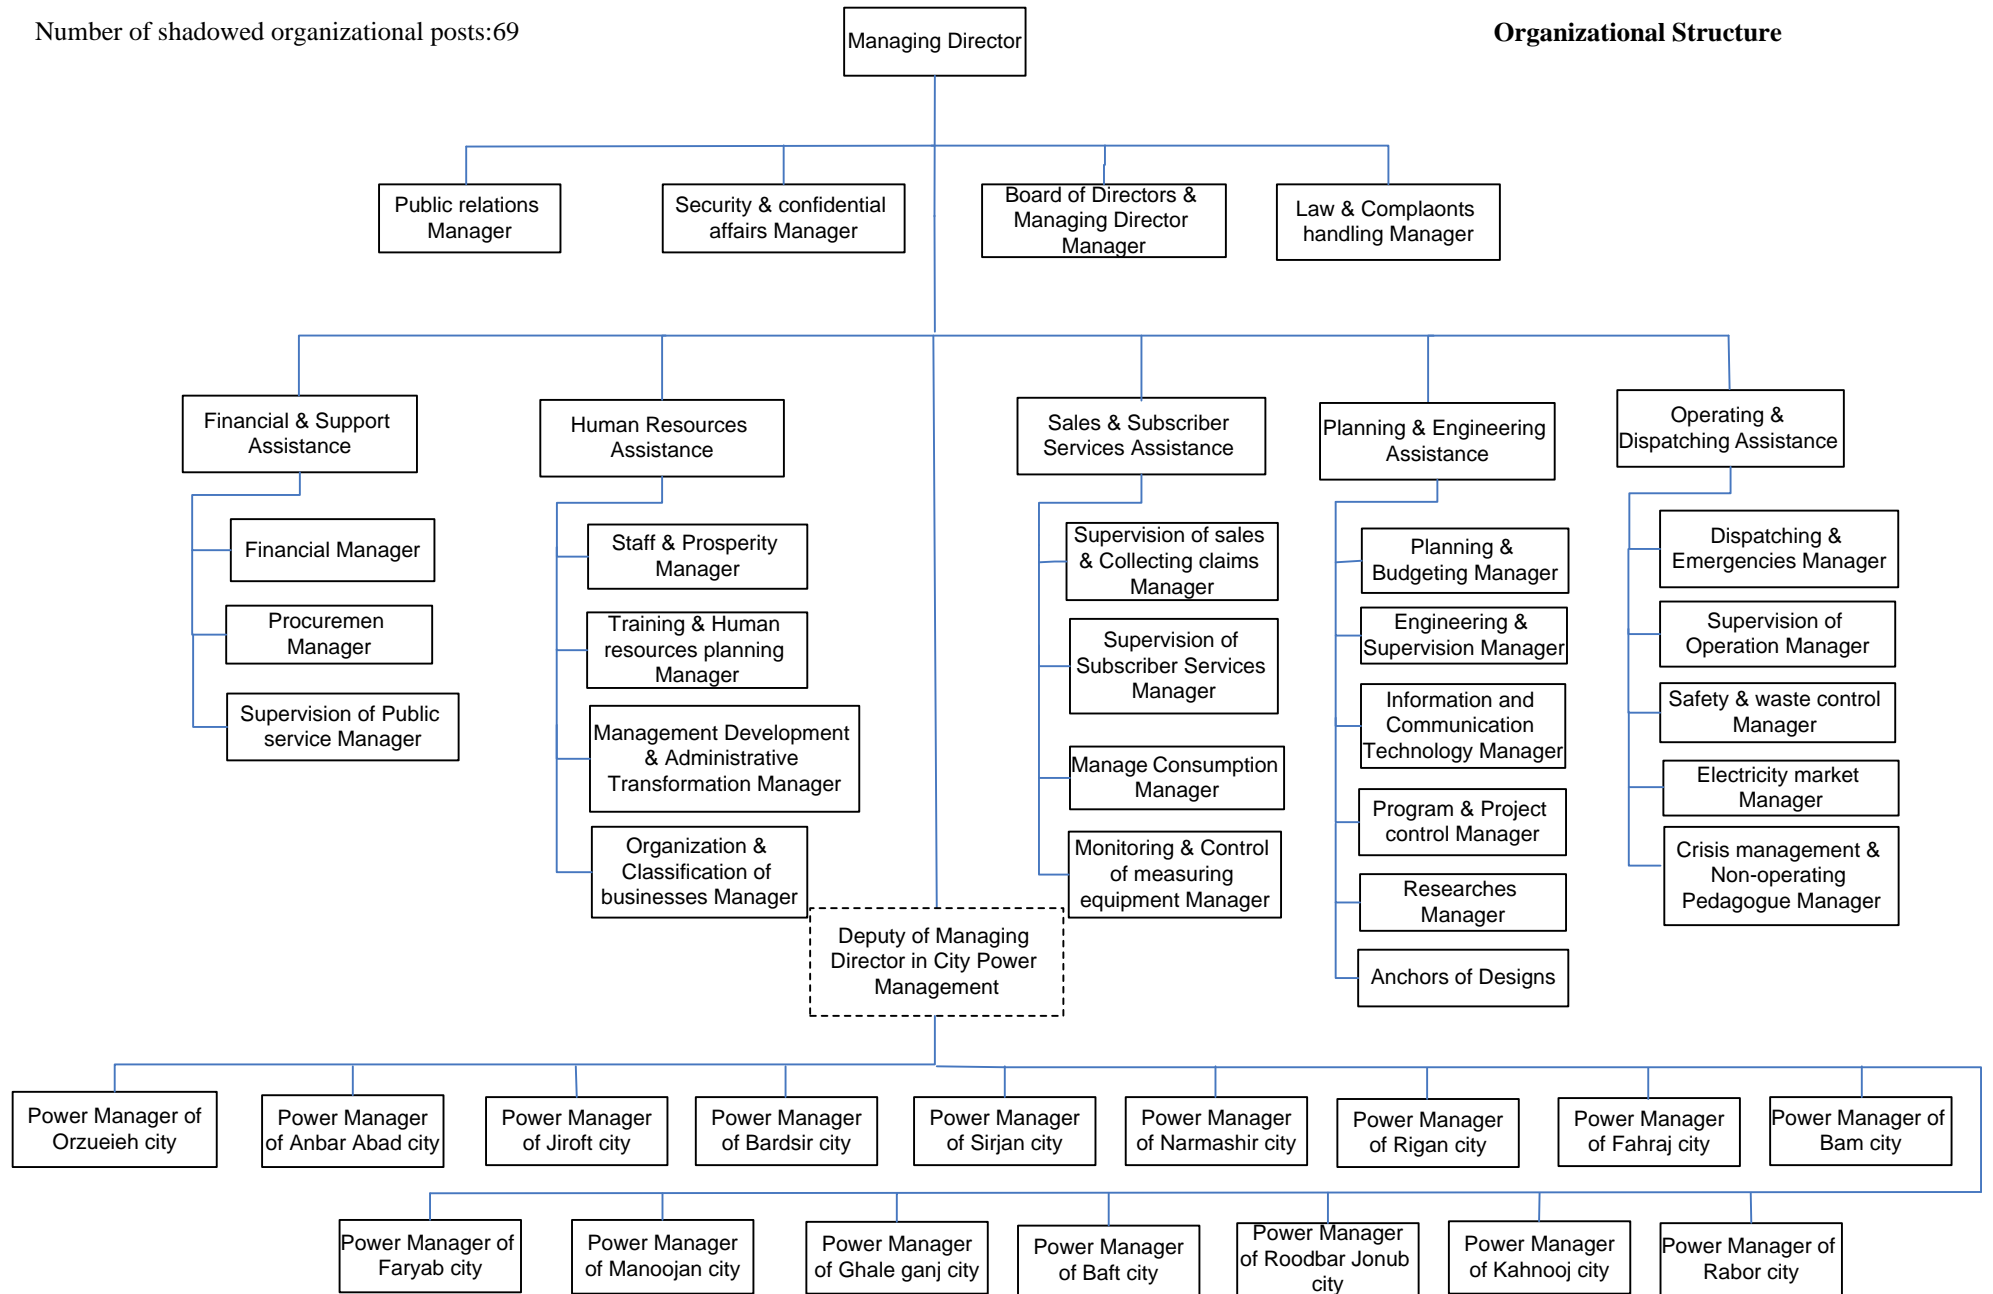 Number of shadowed organizational posts:69
Organizational Structure
Managing Director
Public relations
Manager
Security & confidential
affairs Manager
Board of Directors &
Managing Director
Manager
Law & Complaonts
handling Manager
Financial & Support
Assistance
Human Resources
Assistance
Sales & Subscriber
Services Assistance
Planning & Engineering
Assistance
Operating &
Dispatching Assistance
Financial Manager
Procuremen
Manager
Supervision of Public
service Manager
Staff & Prosperity
Manager
Training & Human
resources planning
Manager
Management Development
& Administrative
Transformation Manager
Organization &
Classification of
businesses Manager
Supervision of sales
& Collecting claims
Manager
Supervision of
Subscriber Services
Manager
Manage Consumption
Manager
Monitoring & Control
of measuring
equipment Manager
Planning &
Budgeting Manager
Engineering &
Supervision Manager
Information and
Communication
Technology Manager
Program & Project
control Manager
Researches
Manager
Anchors of Designs
Dispatching &
Emergencies Manager
Supervision of
Operation Manager
Safety & waste control
Manager
Electricity market
Manager
Crisis management &
Non-operating
Pedagogue Manager
Deputy of Managing
Director in City Power
Management
Power Manager of
Orzueieh city
Power Manager
of Anbar Abad city
Power Manager
of Jiroft city
Power Manager
of Bardsir city
Power Manager
of Sirjan city
Power Manager
of Narmashir city
Power Manager
of Rigan city
Power Manager
of Fahraj city
Power Manager of
Bam city
Power Manager of
Faryab city
Power Manager
of Manoojan city
Power Manager
of Ghale ganj city
Power Manager
of Baft city
Power Manager
of Roodbar Jonub
city
Power Manager
of Kahnooj city
Power Manager of
Rabor city